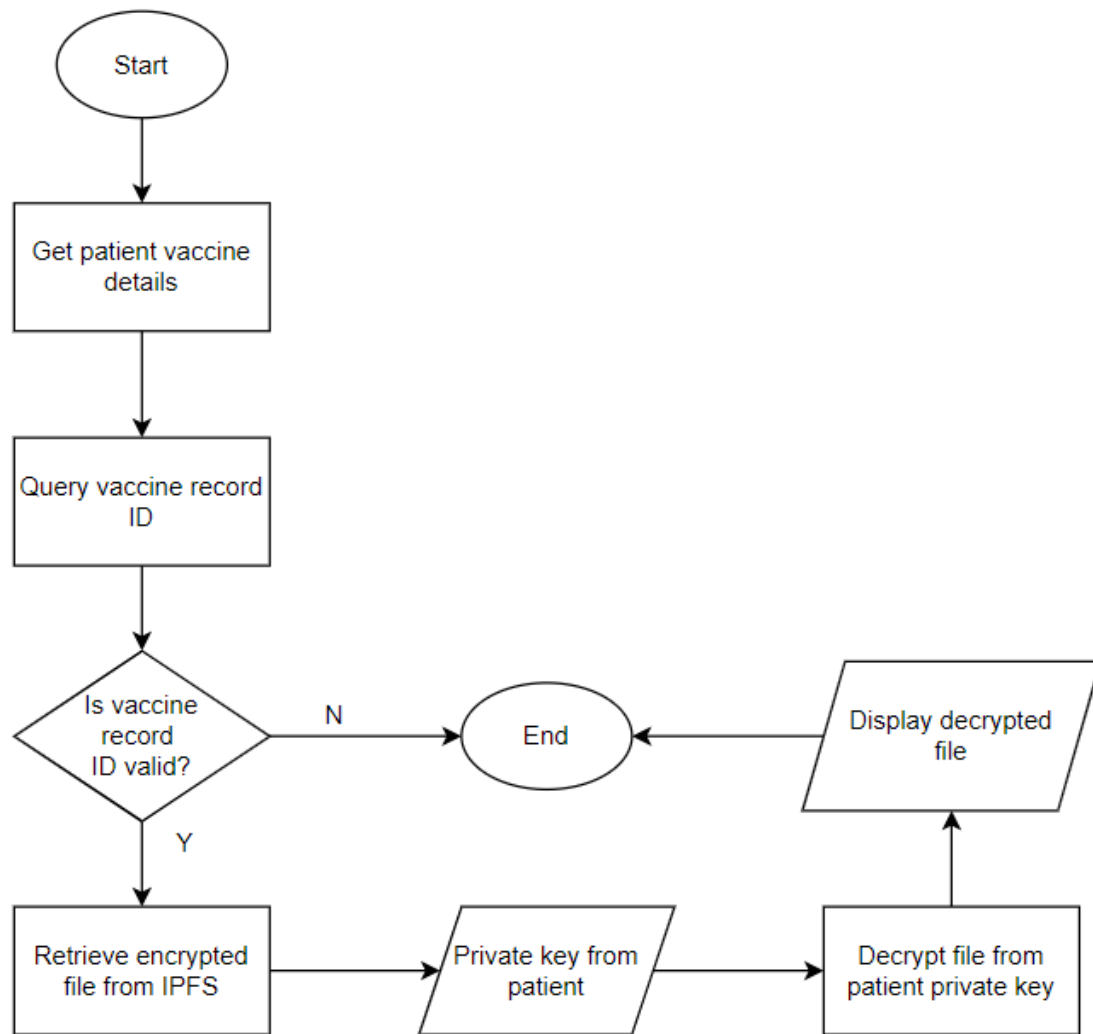 Start
Get patient vaccine
details
Query vaccine record
ID
Is vaccine
record
ID valid?
N
End
Display decrypted
file
Y
Retrieve encrypted
file from IPFS
Private key from
patient
Decrypt file from
patient private key